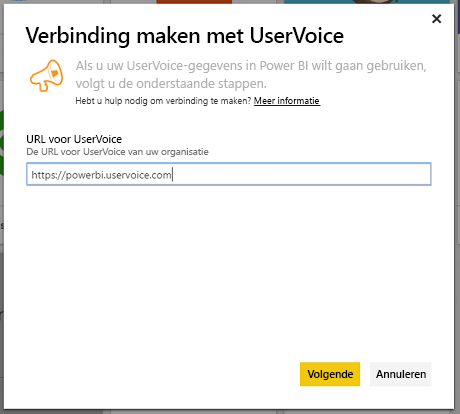 Verbinding maken met UserVoice
Als u uw UserVoice-gegevens in Power BI wilt gaan gebruiken,
volgt u de onderstaande stappen.
Hebt u hulp nodig om verbinding te maken? Meer informatie
URL voor UserVoice
De URL voor UserVoice van uw organisatie
https://powerbi.uservoice.com
Volgende Annuleren